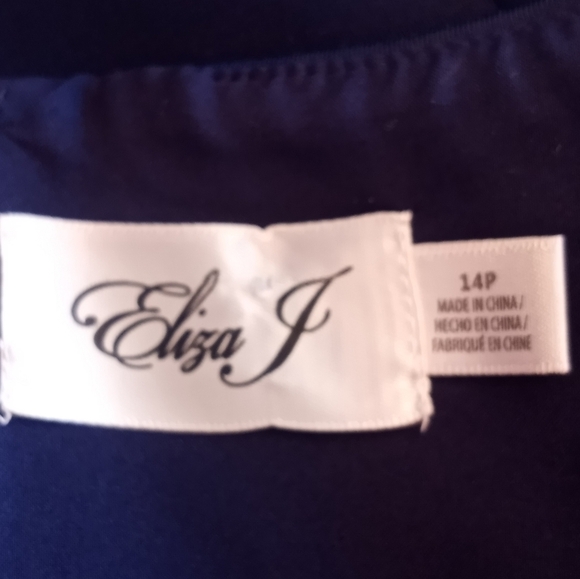 Eliza J
14P
MADE IN CHINA/
HECHO EN CHINA/
FABRIQUÉ EN CHINE